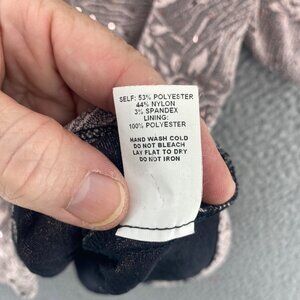 SELF: 53% POLYESTER
44% NYLON
3% SPANDEX
LINING:
100% POLYESTER
HAND WASH COLD
DO NOT BLEACH
LAY FLAT TO DRY
DO NOT IRON